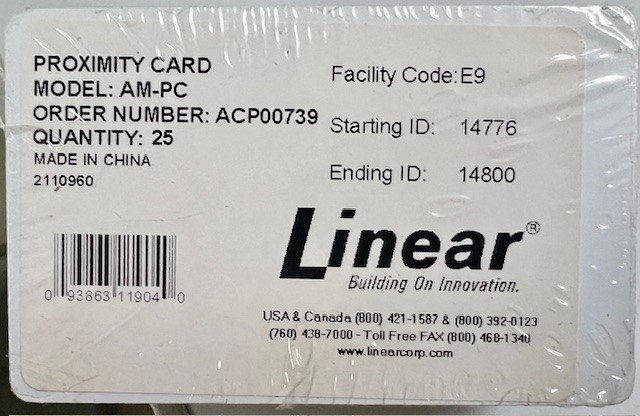 PROXIMITY CARD
MODEL: AM-PC
ORDER NUMBER: ACP00739
QUANTITY: 25
MADE IN CHINA
2110960
Facility Code: E9
Starting ID: 14776
Ending ID: 14800
0 93863 11904 0
Linear®
Building On Innovation.
USA & Canada (800) 421-1587 & (800) 392-0123
(760) 438-7000 - Toll Free FAX (800) 468-1340
www.linearcorp.com